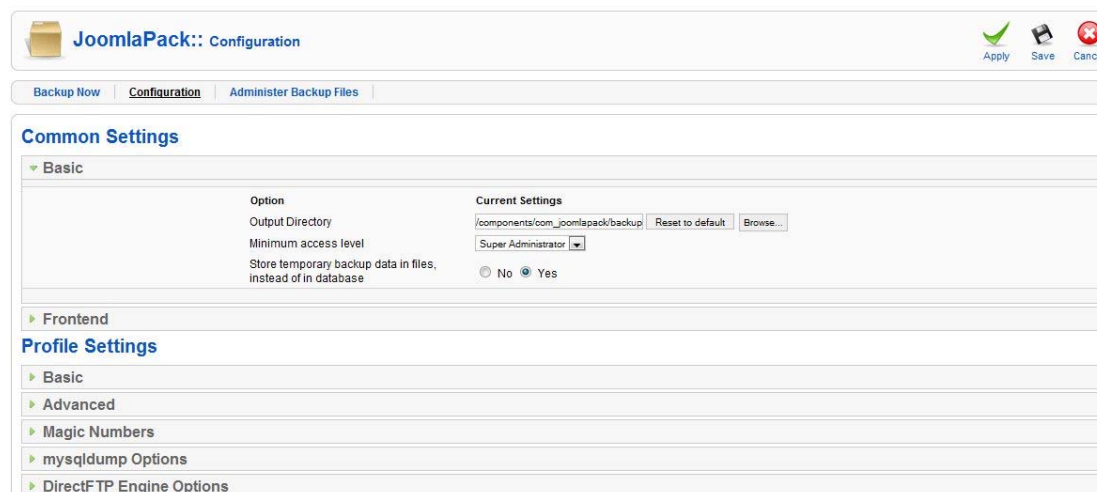 JoomlaPack:: Configuration
Apply Save Canc
Backup Now Configuration Administer Backup Files
Common Settings
Basic
Option Current Settings
Output Directory /components/com_joomlapack/backup Reset to default Browse...
Minimum access level Super Administrator
Store temporary backup data in files,
instead of in database No Yes
Frontend
Profile Settings
Basic
Advanced
Magic Numbers
mysqldump Options
DirectFTP Engine Options